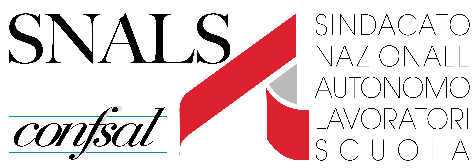 SNALS
confsal
SINDACATO
NAZIONALE
AUTONOMO
LAVORATORI
SCUOLA